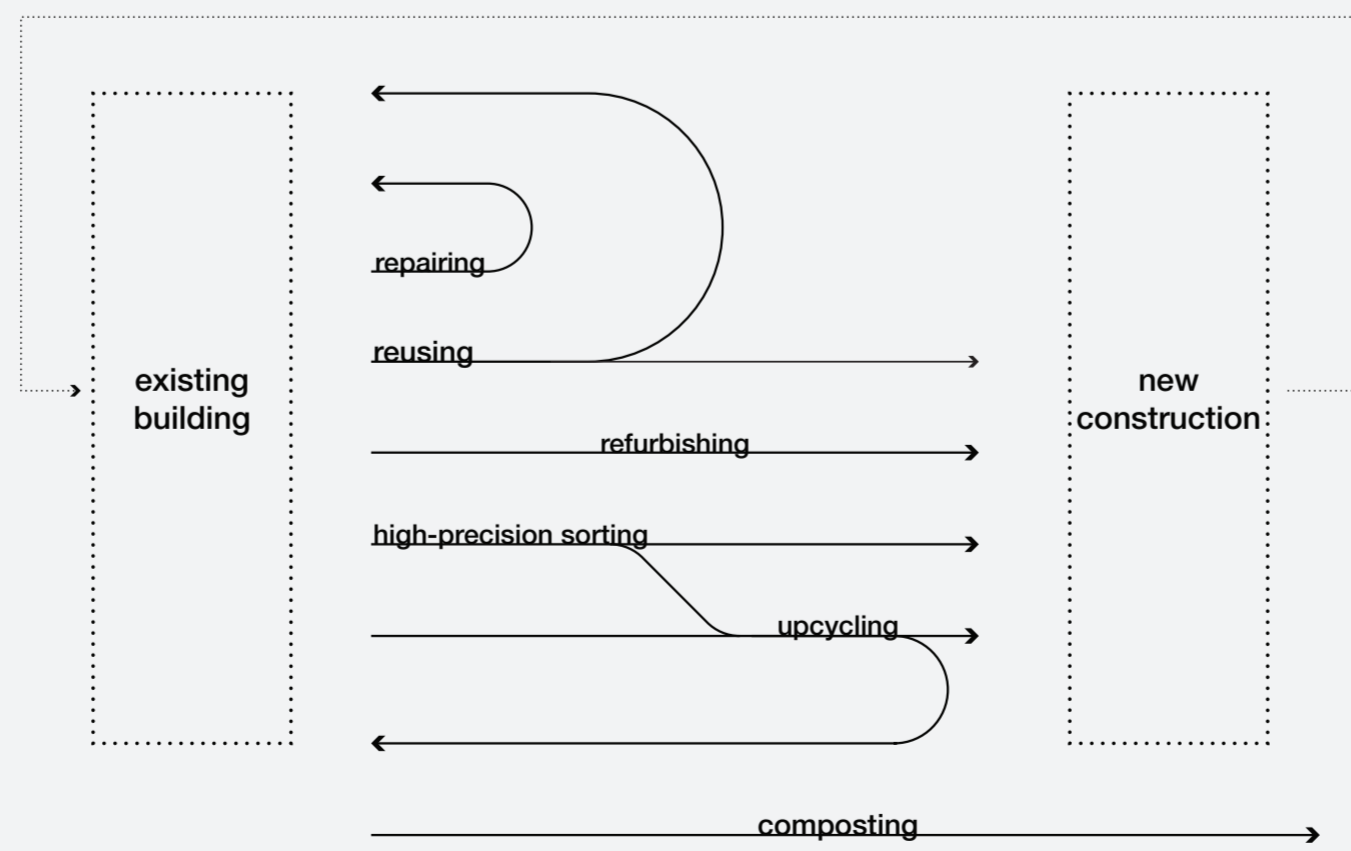 repairing
reusing
existing
building
new
construction
refurbishing
high-precision sorting
upcycling
composting